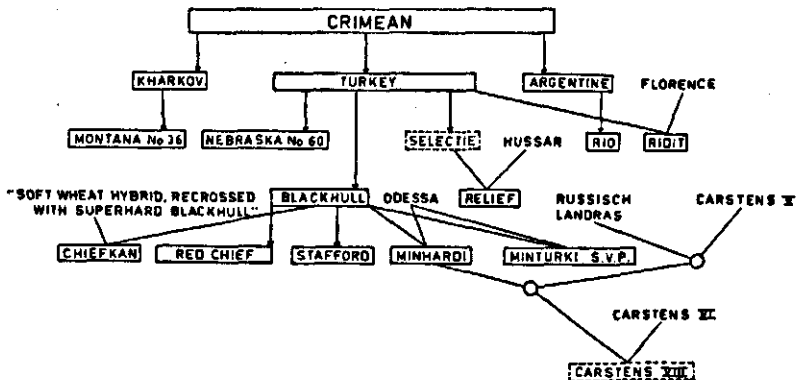 CRIMEAN
KHARKOV
TURKEY
ARGENTINE
FLORENCE
MONTANA No 36
NEBRASKA No 60
SELECTIE
HUSSAR
RIO
RIDIT
"SOFT WHEAT HYBRID, RECROSSED
WITH SUPERHARD BLACKHULL"
BLACKHULL
ODESSA
RELIEF
RUSSISCH
LANDRAS
CARSTENS V
CHIEFKAN
RED CHIEF
STAFFORD
MINHARDI
MINTURKI S.V.P.
CARSTENS VI
CARSTENS VIII